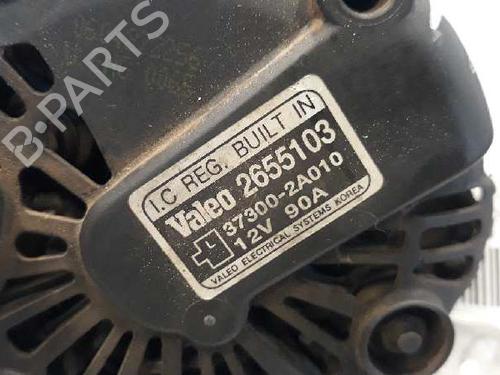 B-PARTS
I.C REG. BUILT IN
Valeo 2655103
37300-2A010
12V 90A
VALEO ELECTRICAL SYSTEMS KOREA